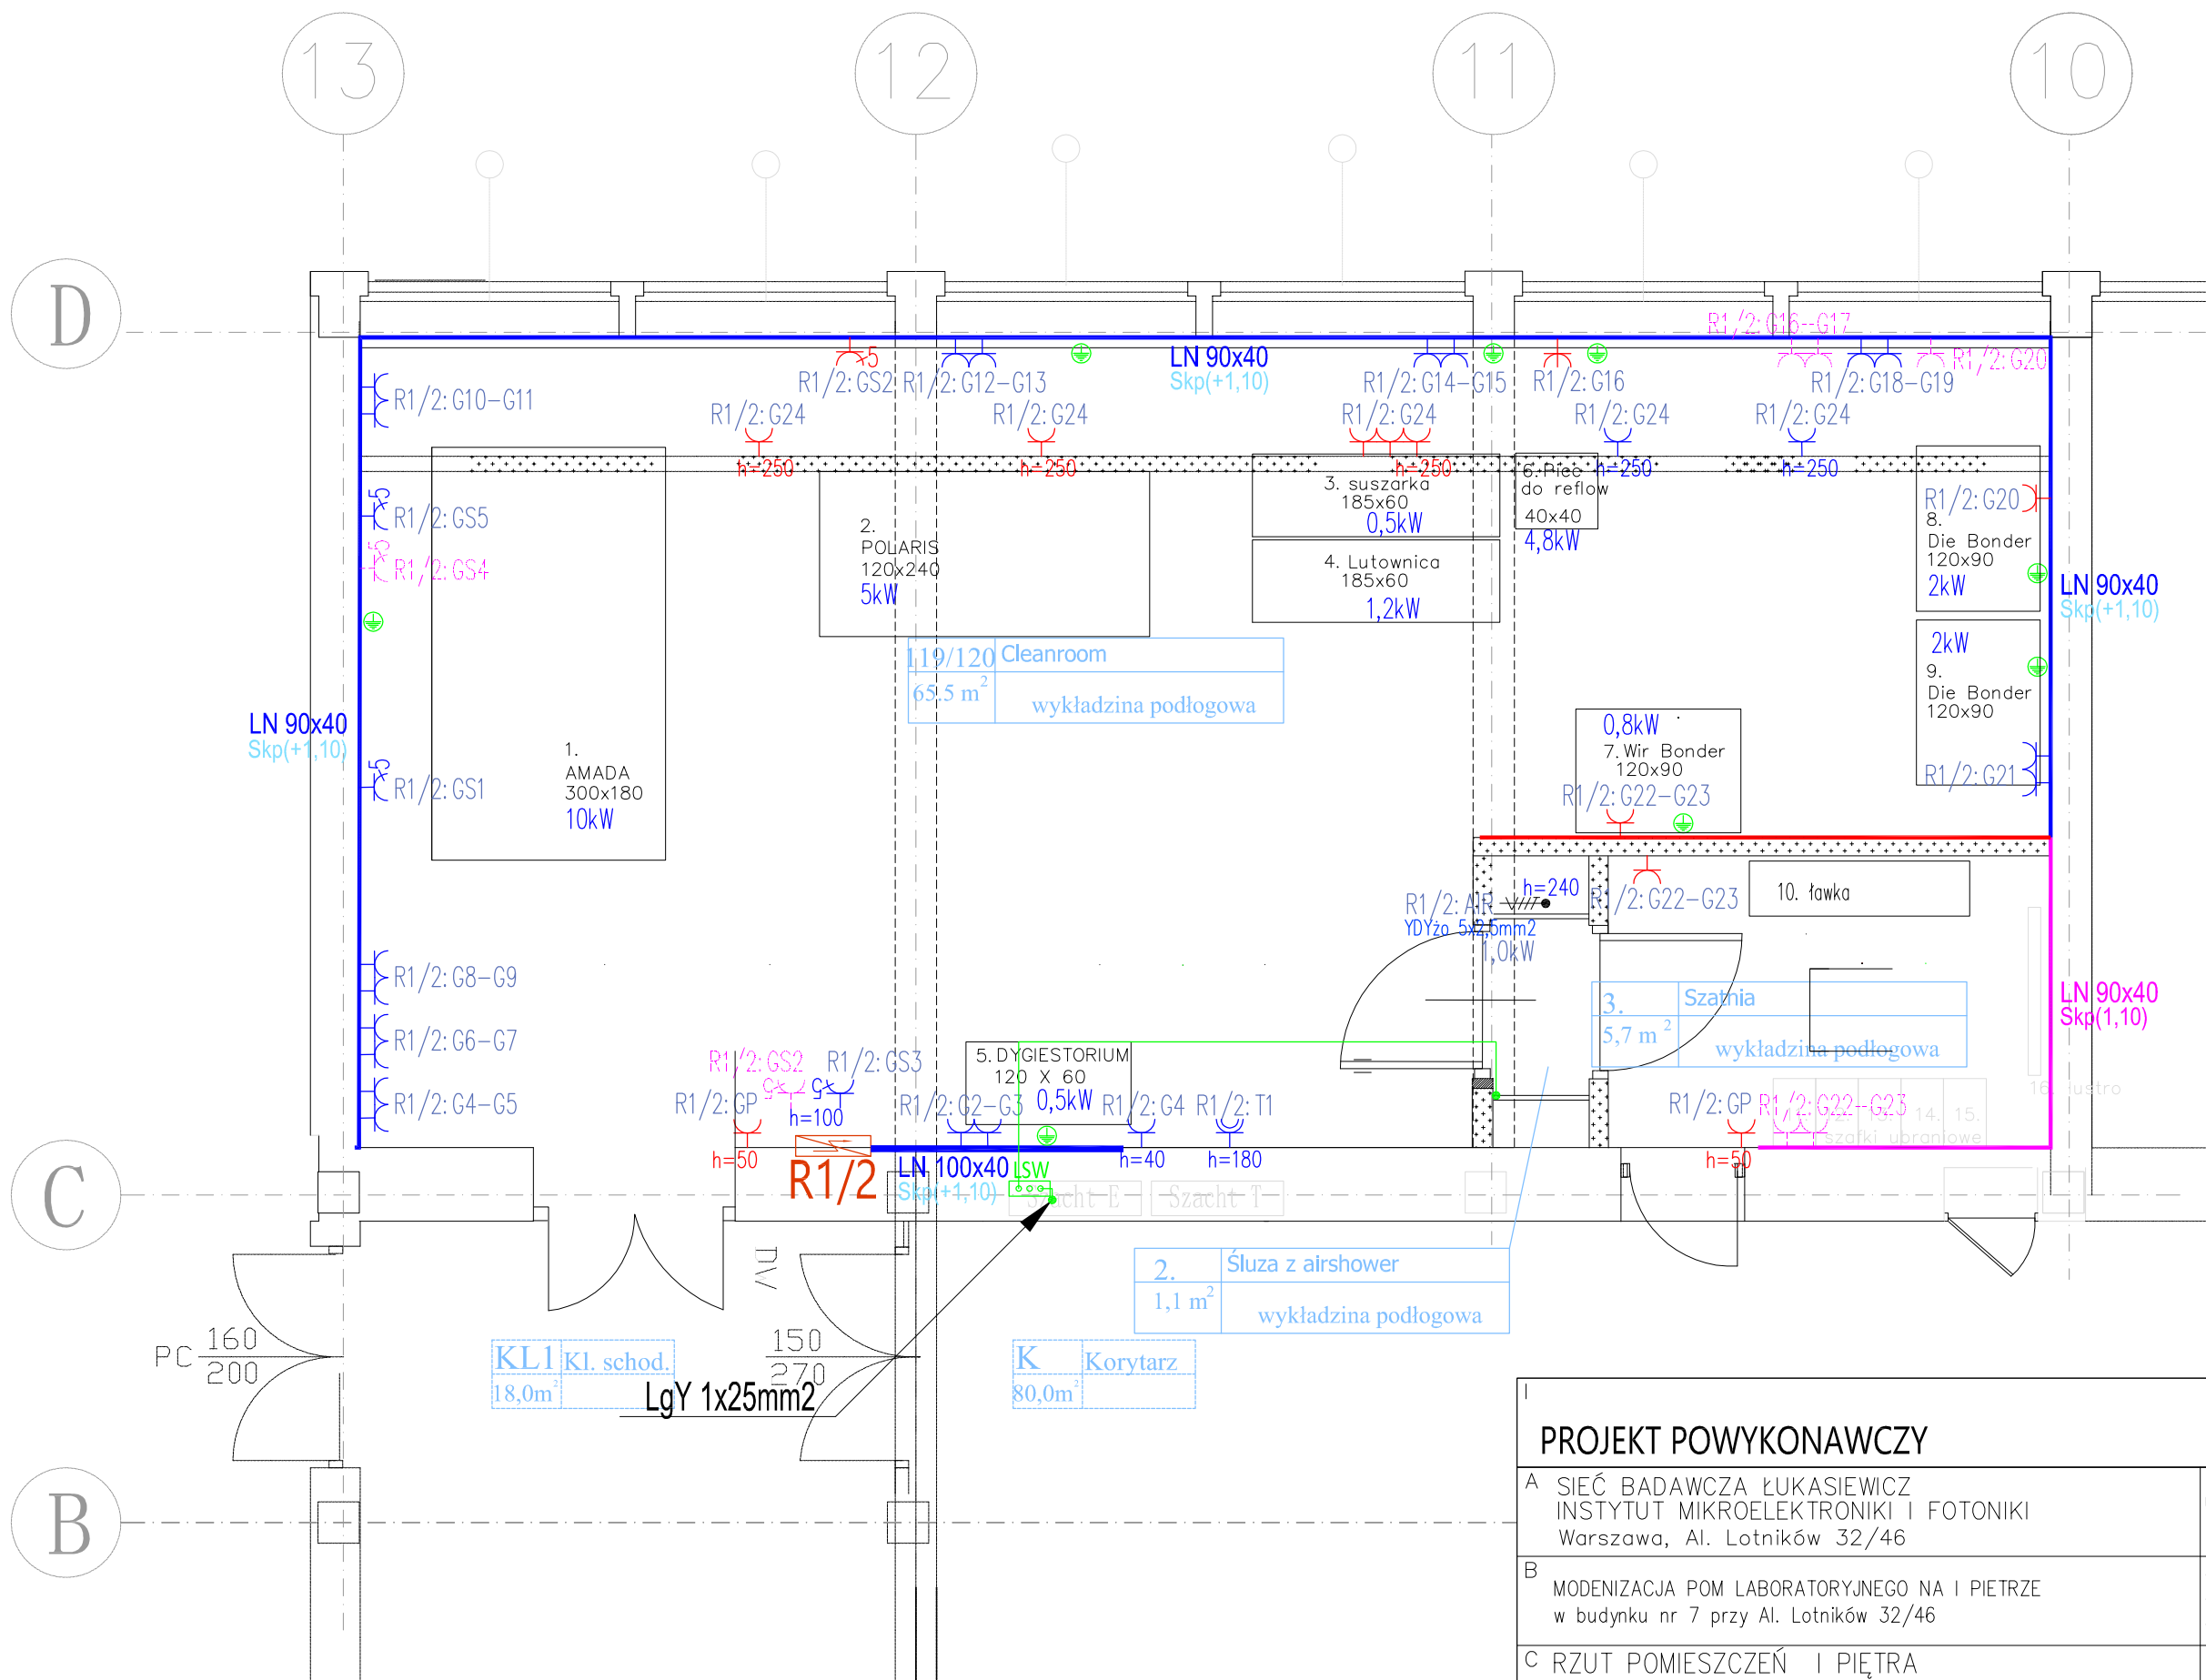 13
12
11
10
D
R1/2:G16-G17
x5
LN 90x40
Skp(+1,10)
R1/2:G20
R1/2:GS2
R1/2:G12-G13
R1/2:G14-G15
R1/2:G16
R1/2:G18-G19
R1/2:G10-G11
R1/2:G24
R1/2:G24
R1/2:G24
R1/2:G24
R1/2:G24
h=250
h=250
h=250
h=250
h=250
3. suszarka
185x60
0,5kW
6.Piec
do reflow
40x40
4,8kW
x5
R1/2:GS5
x5
R1/2:GS4
2.
POLARIS
120x240
5kW
4. Lutownica
185x60
1,2kW
R1/2:G20
8.
Die Bonder
120x90
2kW
LN 90x40
Skp(+1,10)
119/120 Cleanroom
65.5 m2
wykładzina podłogowa
2kW
9.
Die Bonder
120x90
LN 90x40
Skp(+1,10)
x5
R1/2:GS1
1.
AMADA
300x180
10kW
0,8kW
7.Wir Bonder
120x90
R1/2:G22-G23
R1/2:G21
h=240
R1/2:AIR
YDYżo 5x2,5mm2
1,0kW
R1/2:G22-G23
10. ławka
R1/2:G8-G9
R1/2:G6-G7
R1/2:G4-G5
3. Szatnia
5,7 m2
wykładzina podłogowa
LN 90x40
Skp(1,10)
R1/2:GS2
R1/2:GS3
x5
x5
h=100
R1/2:GP
h=50
5.DYGIESTORIUM
120 X 60
0,5kW
R1/2:G2-G3
R1/2:G4
R1/2:T1
h=40
h=180
R1/2:GP
R1/2:G22-G23
14. 15.
szafki ubraniowe
16. lustro
h=50
R1/2
LN 100x40
Skp(+1,10)
LSW
C
Szacht E
Szacht T
DW
2. Śluza z airshower
1,1 m2
wykładzina podłogowa
PC 160
200
150
270
KL1 Kl. schod.
18,0m2
K Korytarz
80,0m2
LgY 1x25mm2
B
I
PROJEKT POWYKONAWCZY
A SIEĆ BADAWCZA ŁUKASIEWICZ
INSTYTUT MIKROELEKTRONIKI I FOTONIKI
Warszawa, Al. Lotników 32/46
B MODENIZACJA POM LABORATORYJNEGO NA I PIETRZE
w budynku nr 7 przy Al. Lotników 32/46
C RZUT POMIESZCZEŃ I PIĘTRA